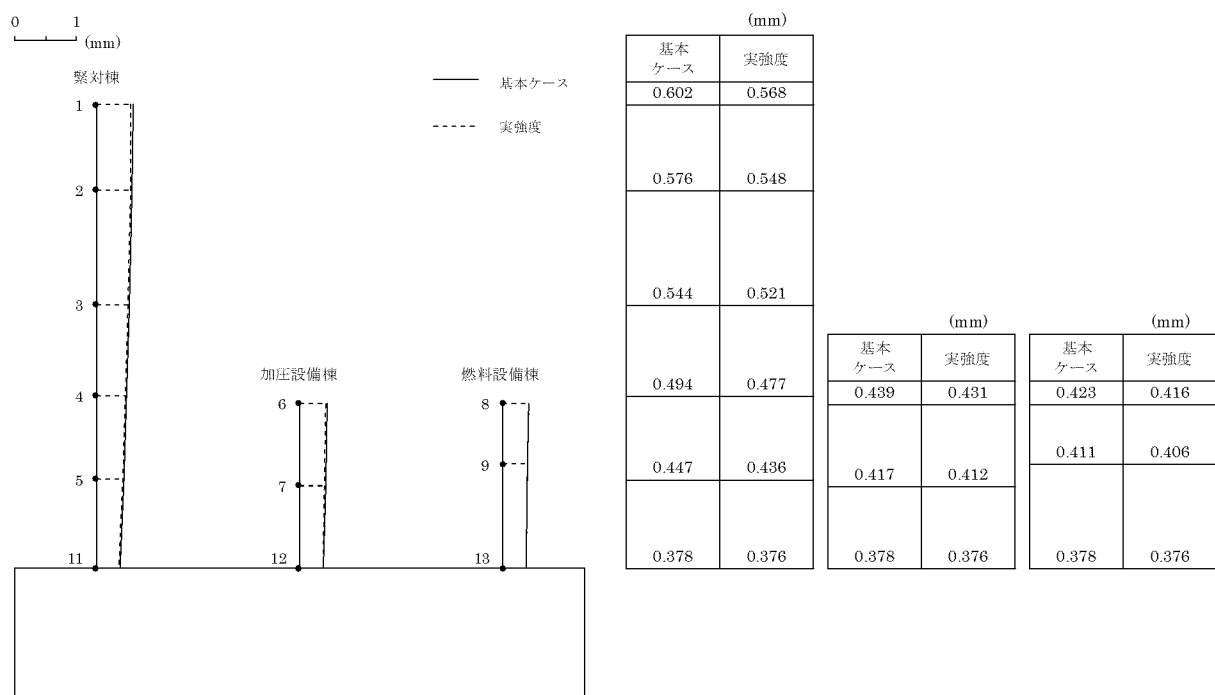 0 1
(mm)
緊対棟
1
2
3
4
5
11
基本ケース
実強度
加圧設備棟
6
7
12
燃料設備棟
8
9
13
(mm)
基本
ケース
実強度
0.602 0.568
0.576 0.548
0.544 0.521
0.494 0.477
0.447 0.436
0.378 0.376
(mm)
基本
ケース
実強度
0.439 0.431
0.417 0.412
0.378 0.376
(mm)
基本
ケース
実強度
0.423 0.416
0.411 0.406
0.378 0.376